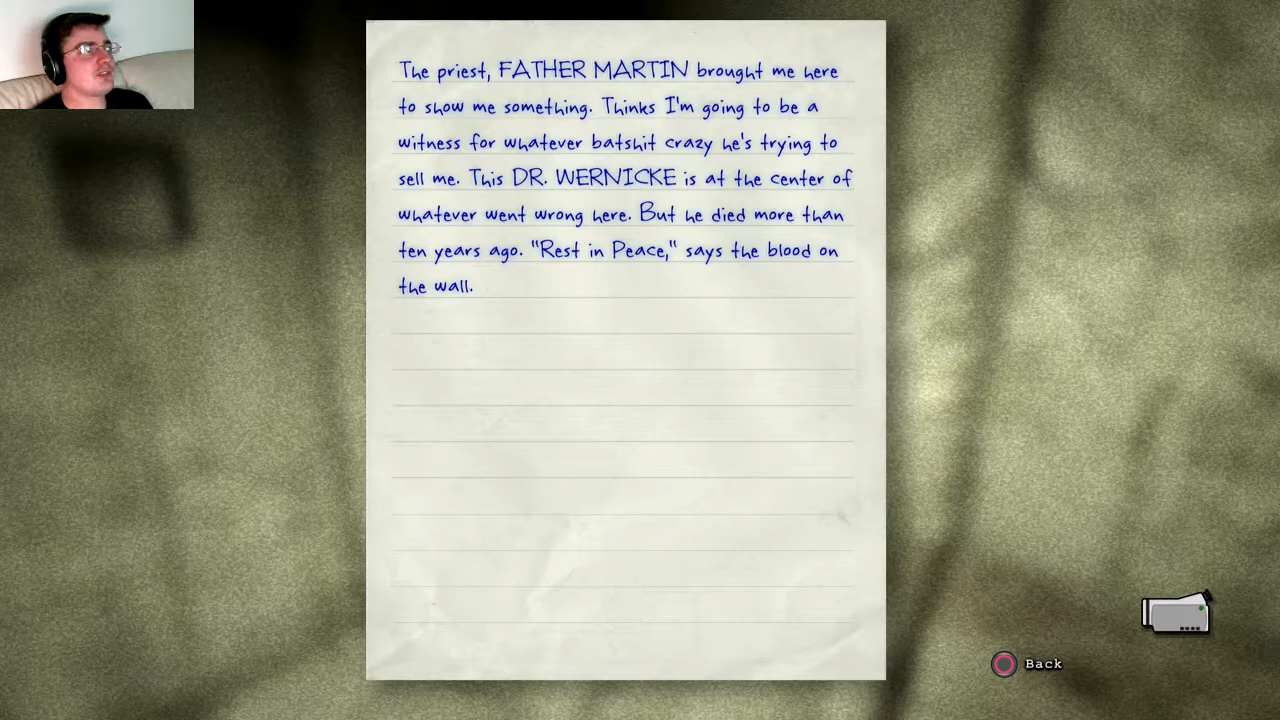 The priest, FATHER MARTIN brought me here
to show me something. Thinks I'm going to be a
witness for whatever batshit crazy he's trying to
sell me. This DR. WERNICKE is at the center of
whatever went wrong here. But he died more than
ten years ago. "Rest in Peace," says the blood on
the wall.
Back